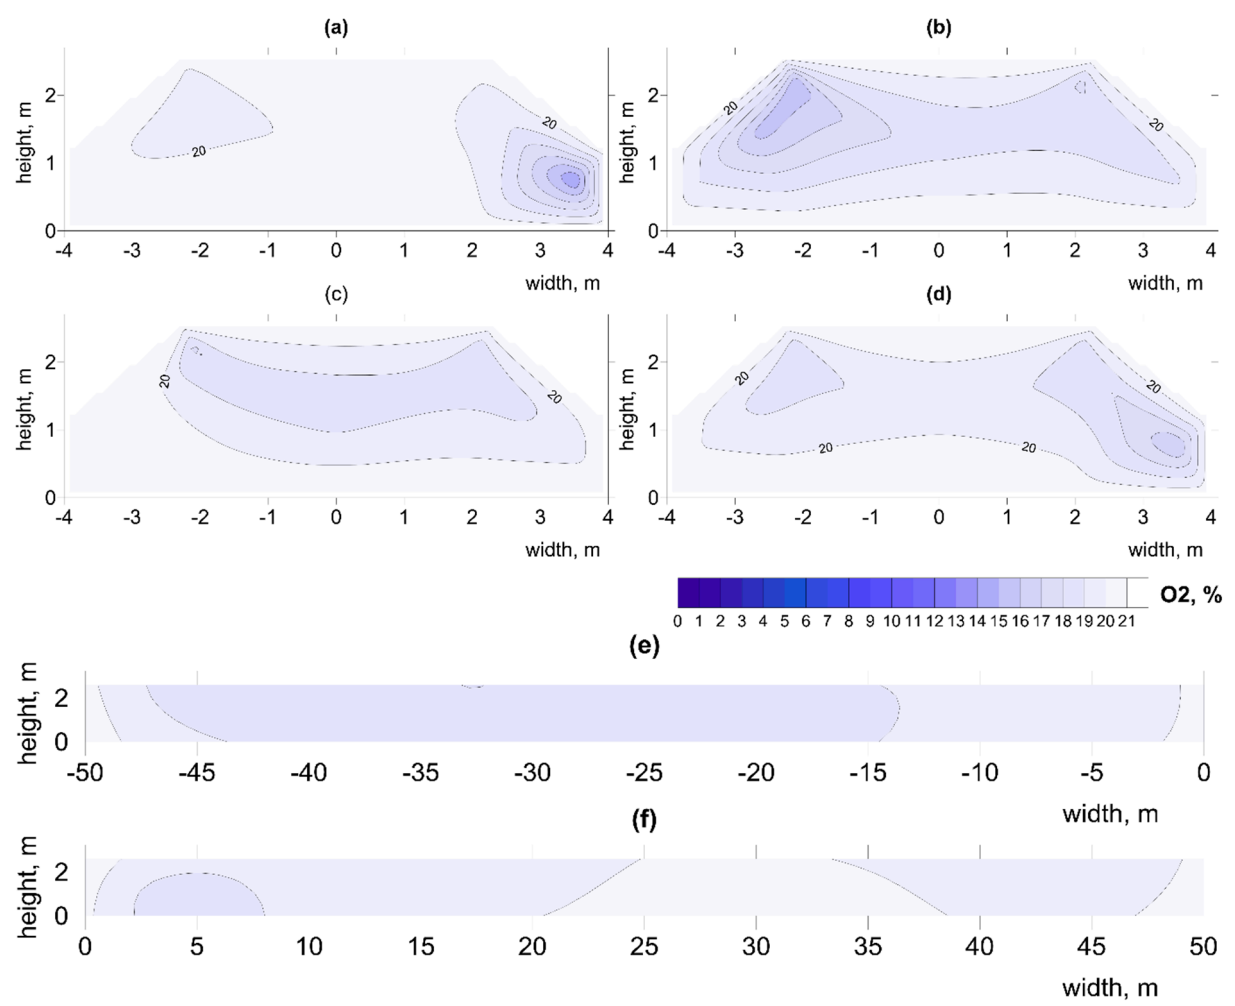 (a) (b)
height, m 2 1 0 20 20
-4 -3 -2 -1 0 1 2 3 4
width, m
height, m 2 1 0 20 20
-4 -3 -2 -1 0 1 2 3 4
width, m
(c) (d)
height, m 2 1 0 20 20
-4 -3 -2 -1 0 1 2 3 4
width, m
height, m 2 1 0 20 20 20 20
-4 -3 -2 -1 0 1 2 3 4
width, m
O2, %
0 1 2 3 4 5 6 7 8 9 10 11 12 13 14 15 16 17 18 19 20 21
(e)
height, m 2 0
-50 -45 -40 -35 -30 -25 -20 -15 -10 -5 0
width, m
(f)
height, m 2 0
0 5 10 15 20 25 30 35 40 45 50
width, m